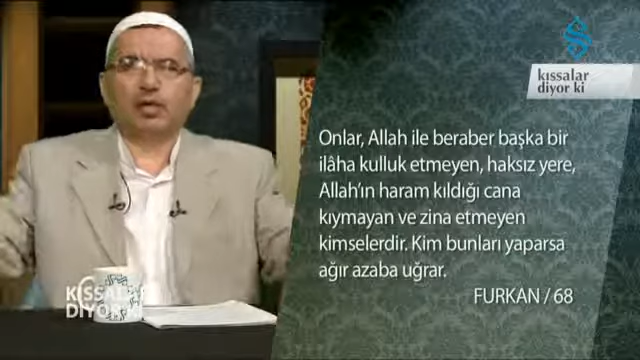 kıssalar
diyor ki
Onlar, Allah ile beraber başka bir
ilâha kulluk etmeyen, haksız yere,
Allah'ın haram kıldığı cana
kıymayan ve zina etmeyen
kimselerdir. Kim bunları yaparsa
ağır azaba uğrar.
FURKAN / 68
KISSALAR
DİYOR Kİ